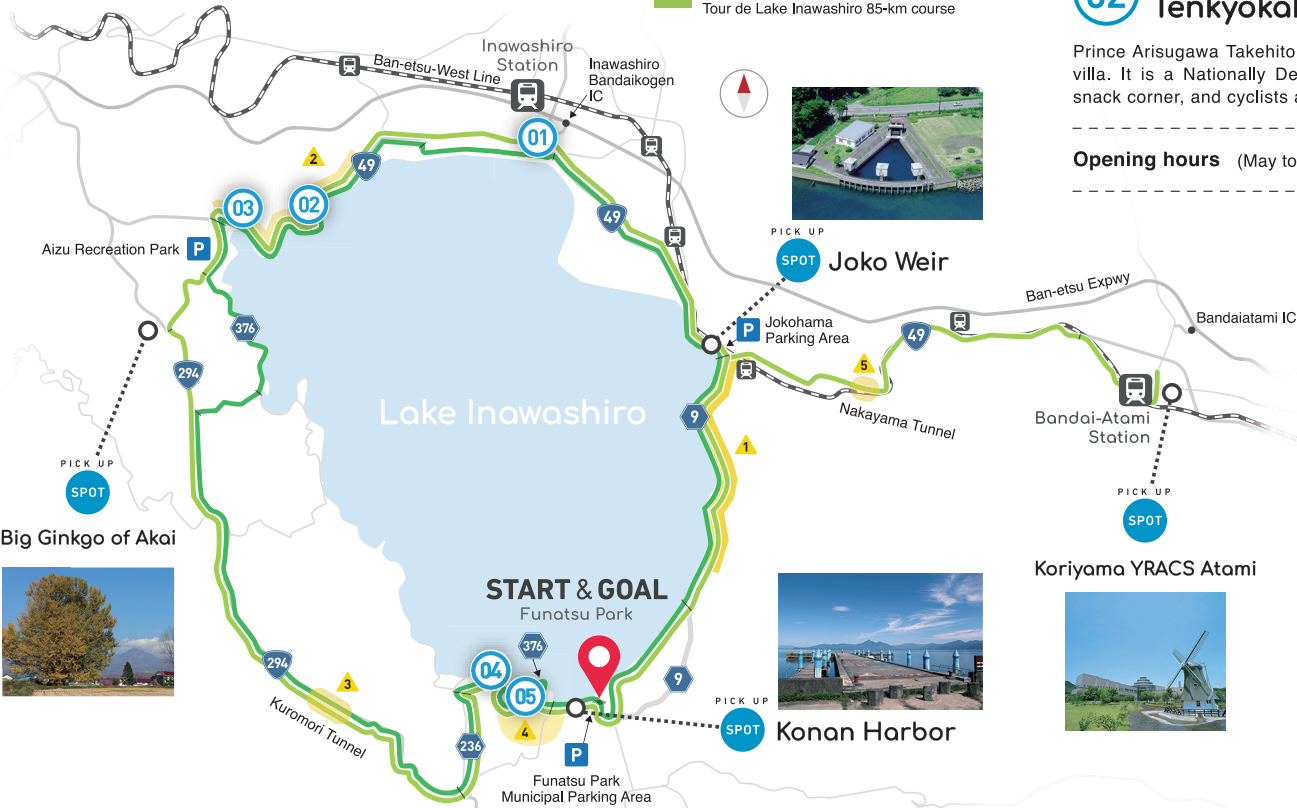 Tour de Lake Inawashiro 85-km course
02
Tenkyokal
Prince Arisugawa Takehito
villa. It is a Nationally De
snack corner, and cyclists a
Opening hours (May to
Inawashiro
Station
Ban-etsu-West Line
Inawashiro
Bandaikogen
IC
01
2
49
02
03
49
Aizu Recreation Park
P
PICK UP
SPOT
Joko Weir
Ban-etsu Expwy
Bandaiatami IC
376
P
Jokohama
Parking Area
49
294
5
Nakayama Tunnel
Lake Inawashiro
9
1
Bandai-Atami
Station
PICK UP
SPOT
Big Ginkgo of Akai
PICK UP
SPOT
Koriyama YRACS Atami
START & GOAL
Funatsu Park
376
04
05
294
3
Kuromori Tunnel
9
4
236
PICK UP
SPOT
Konan Harbor
P
Funatsu Park
Municipal Parking Area